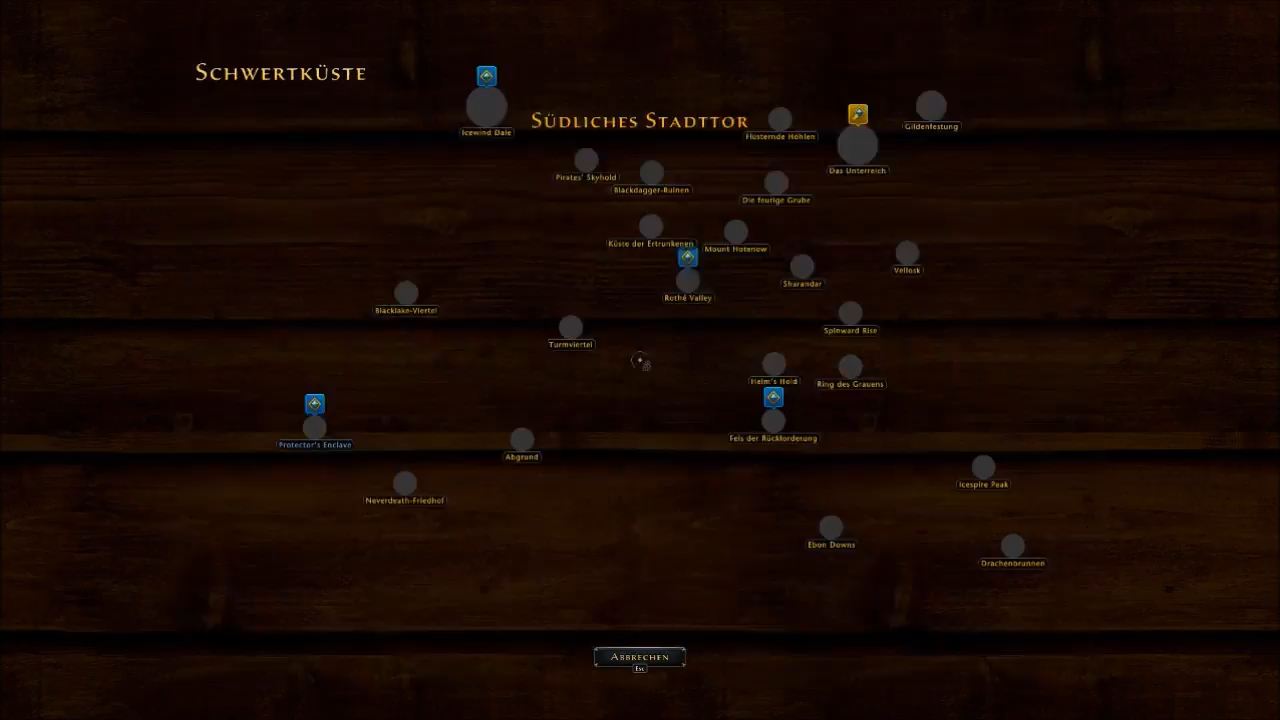 Schwertküste
Icewind Dale
Südliches Stadttor
Hüsternde Höhlen
Gildenfestung
Das Unterreich
Pirates' Skyhold
Blackdagger-Ruinen
Die feurige Grube
Küste der Ertrunkenen
Mount Hotenow
Rothé Valley
Sharandar
Vellosk
Blacklake-Viertel
Spinward Rise
Turmviertel
Helm's Hold
Ring des Grauens
Protector's Enclave
Fels der Rückforderung
Abgrund
Icespire Peak
Neverdeath-Friedhof
Ebon Downs
Drachenbrunnen
Abbrechen
Esc